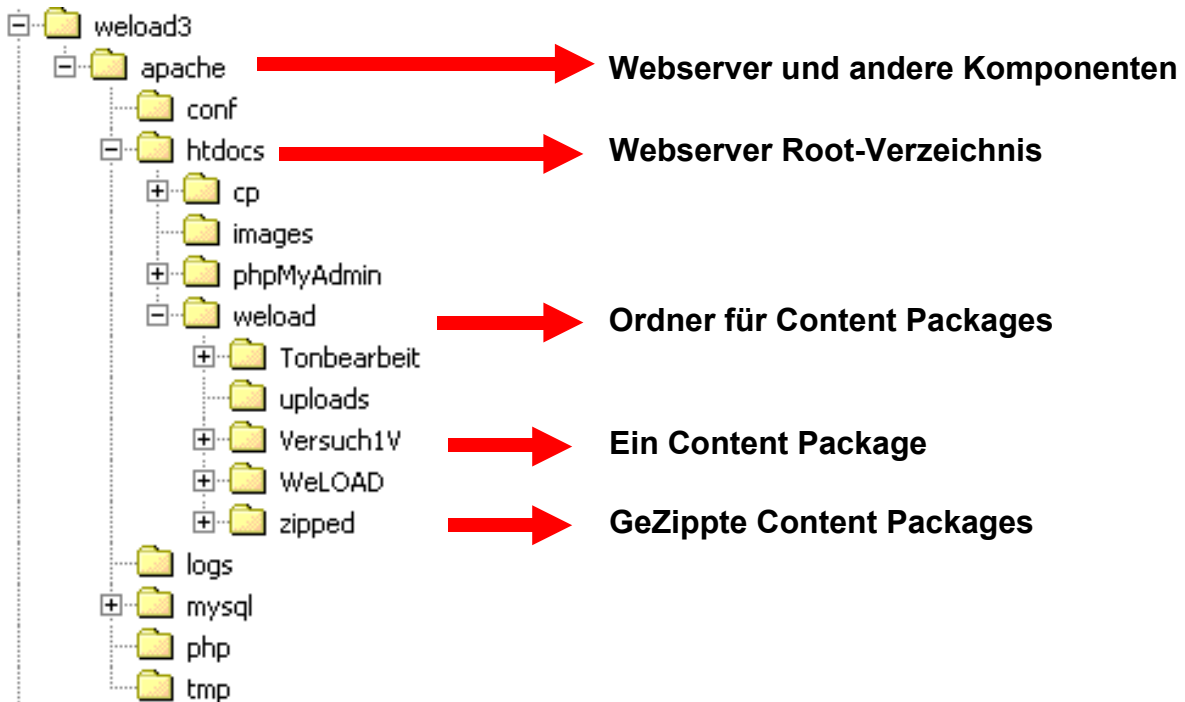 weload3
apache Webserver und andere Komponenten
conf
htdocs Webserver Root-Verzeichnis
cp
images
phpMyAdmin
weload Ordner für Content Packages
Tonbearbeit
uploads
Versuch1V Ein Content Package
WeLOAD
zipped GeZippte Content Packages
logs
mysql
php
tmp